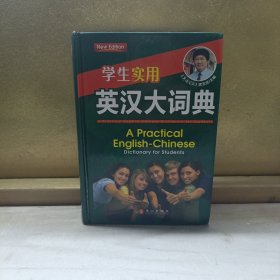 New Edition
学生实用
英汉大词典
A Practical
English-Chinese
Dictionary for Students